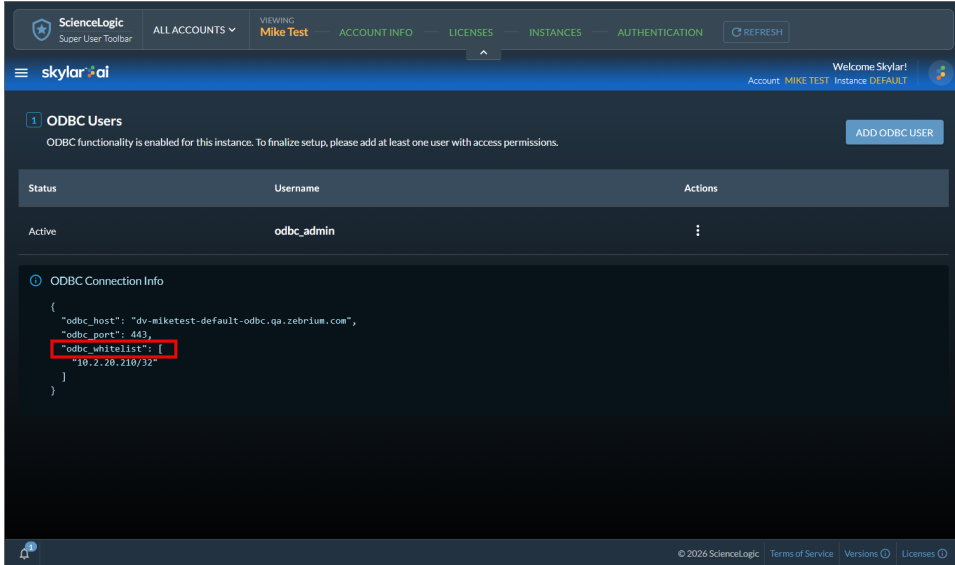 ScienceLogic
Super User Toolbar
ALL ACCOUNTS
VIEWING
Mike Test
ACCOUNT INFO
LICENSES
INSTANCES
AUTHENTICATION
REFRESH
skylar ai
Welcome Skylar!
Account MIKE TEST Instance DEFAULT
1 ODBC Users
ODBC functionality is enabled for this instance. To finalize setup, please add at least one user with access permissions.
ADD ODBC USER
Status Username Actions
Active odbc_admin
ODBC Connection Info
{
"odbc_host": "dv-miketest-default-odbc.qa.zebrium.com",
"odbc_port": 443,
"odbc_whitelist": [
"10.2.20.210/32"
]
}
1
© 2026 ScienceLogic Terms of Service Versions Licenses